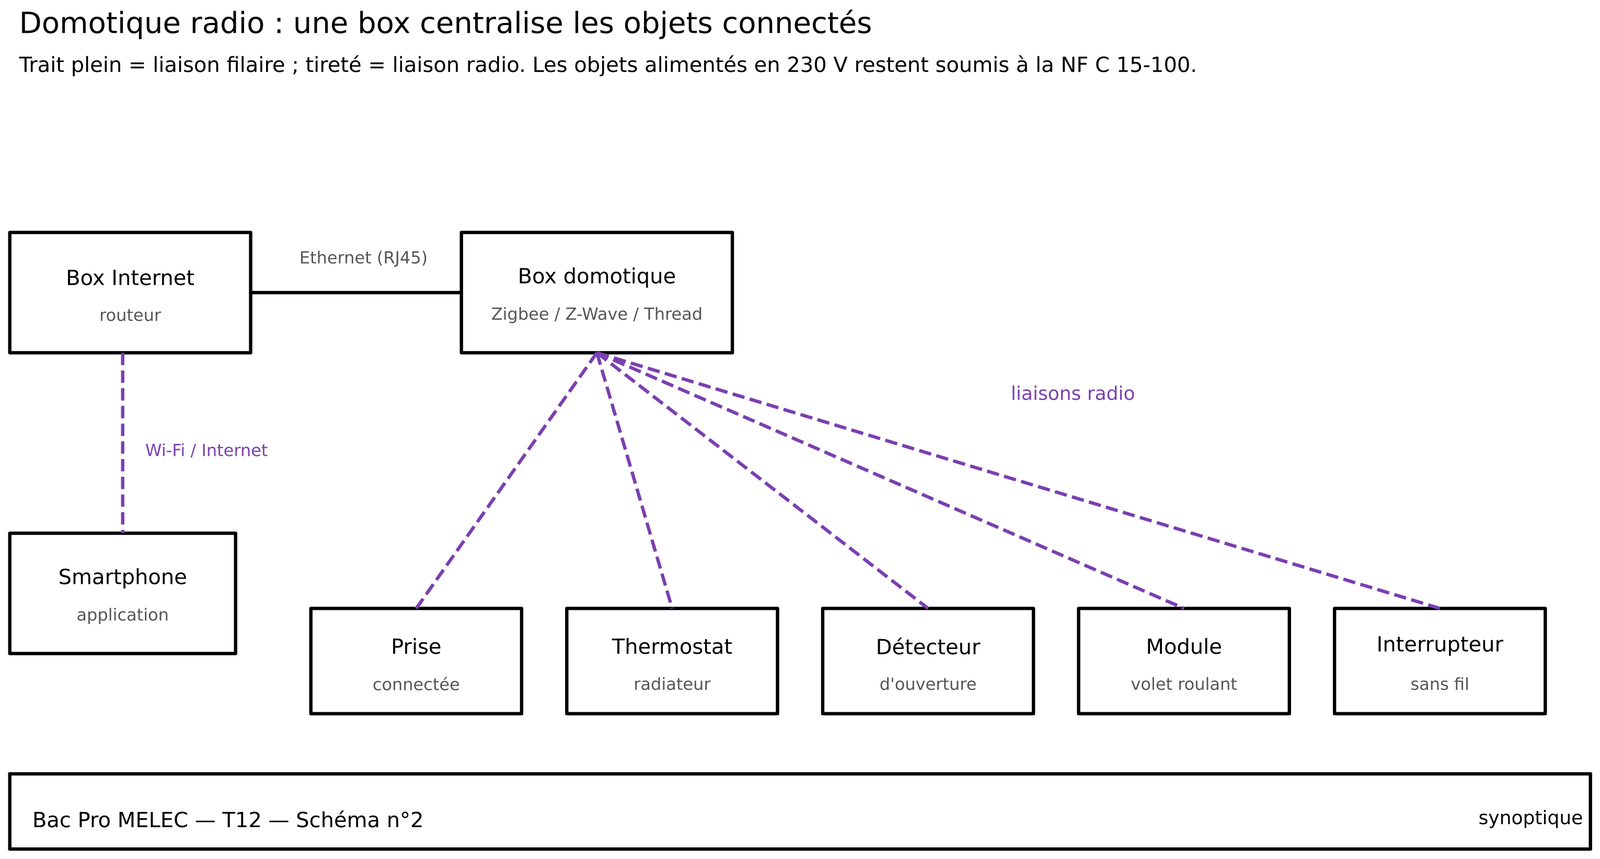 Domotique radio : une box centralise les objets connectés
Trait plein = liaison filaire ; tireté = liaison radio. Les objets alimentés en 230 V restent soumis à la NF C 15-100.
Box Internet
routeur
Ethernet (RJ45)
Box domotique
Zigbee / Z-Wave / Thread
liaisons radio
Wi-Fi / Internet
Smartphone
application
Prise
connectée
Thermostat
radiateur
Détecteur
d'ouverture
Module
volet roulant
Interrupteur
sans fil
Bac Pro MELEC — T12 — Schéma n°2
synoptique